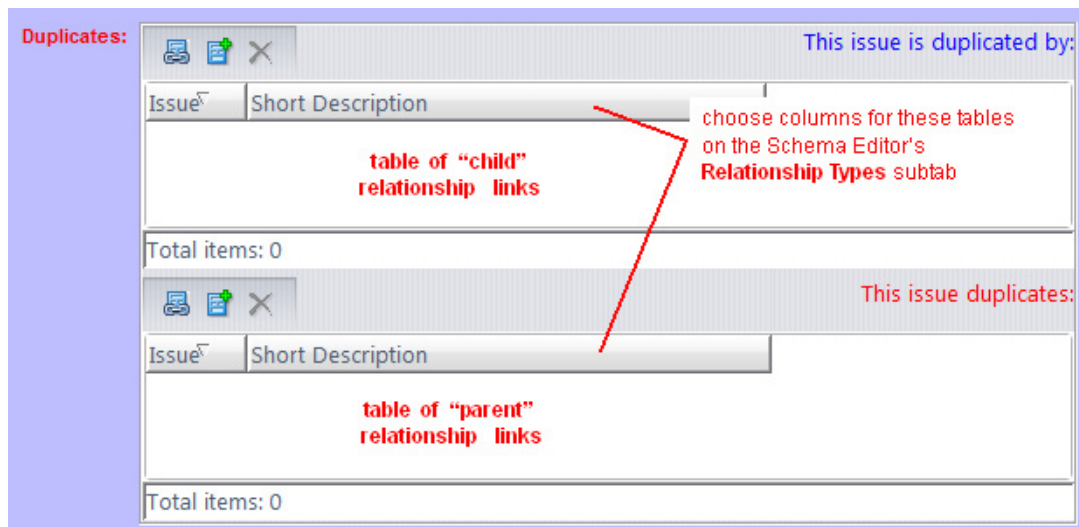 Duplicates:
This issue is duplicated by:
Issue Short Description
choose columns for these tables
on the Schema Editor's
Relationship Types subtab
table of “child”
relationship links
Total items: 0
This issue duplicates:
Issue Short Description
table of “parent”
relationship links
Total items: 0